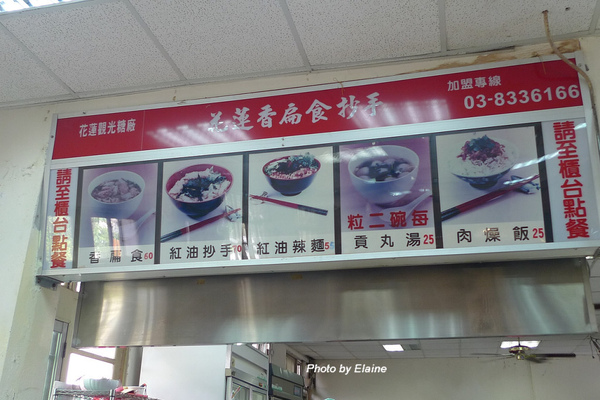 花蓮觀光糖廠
花蓮香扁食抄手
加盟專線
03-8336166
請至櫃台點餐
香扁食60
紅油抄手70
紅油辣麵5
每碗二粒
貢丸湯25
肉燥飯25
請至櫃台點餐
Photo by Elaine